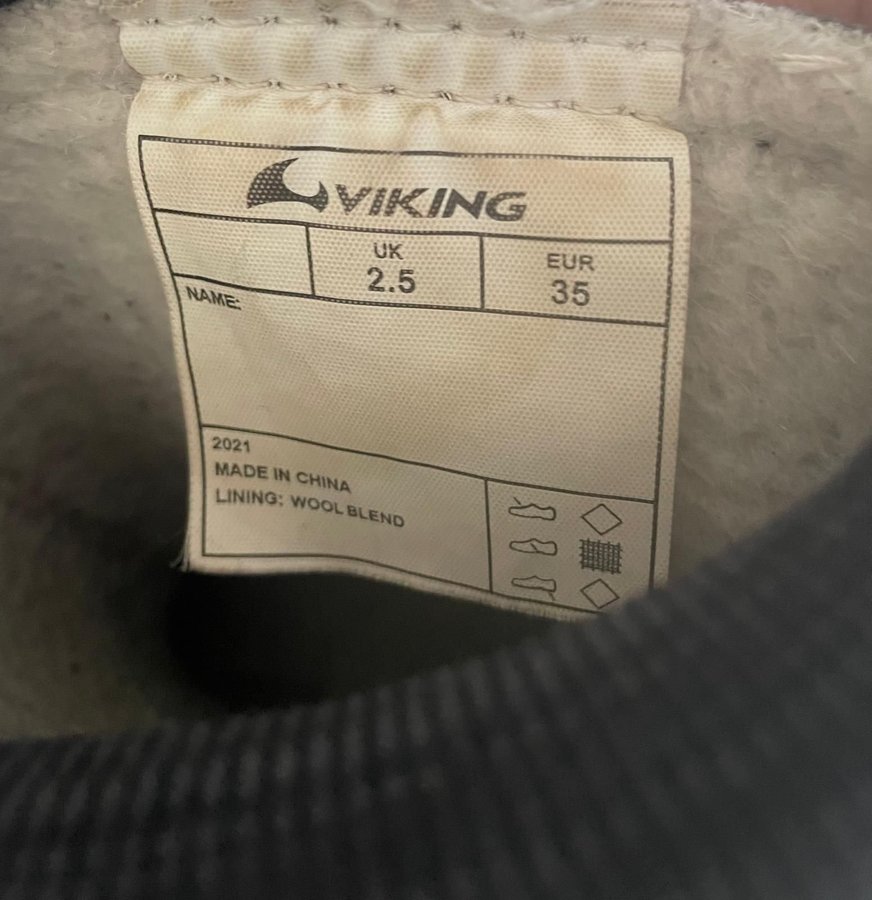 VIKING
UK
2.5
EUR
35
NAME:
2021
MADE IN CHINA
LINING: WOOL BLEND